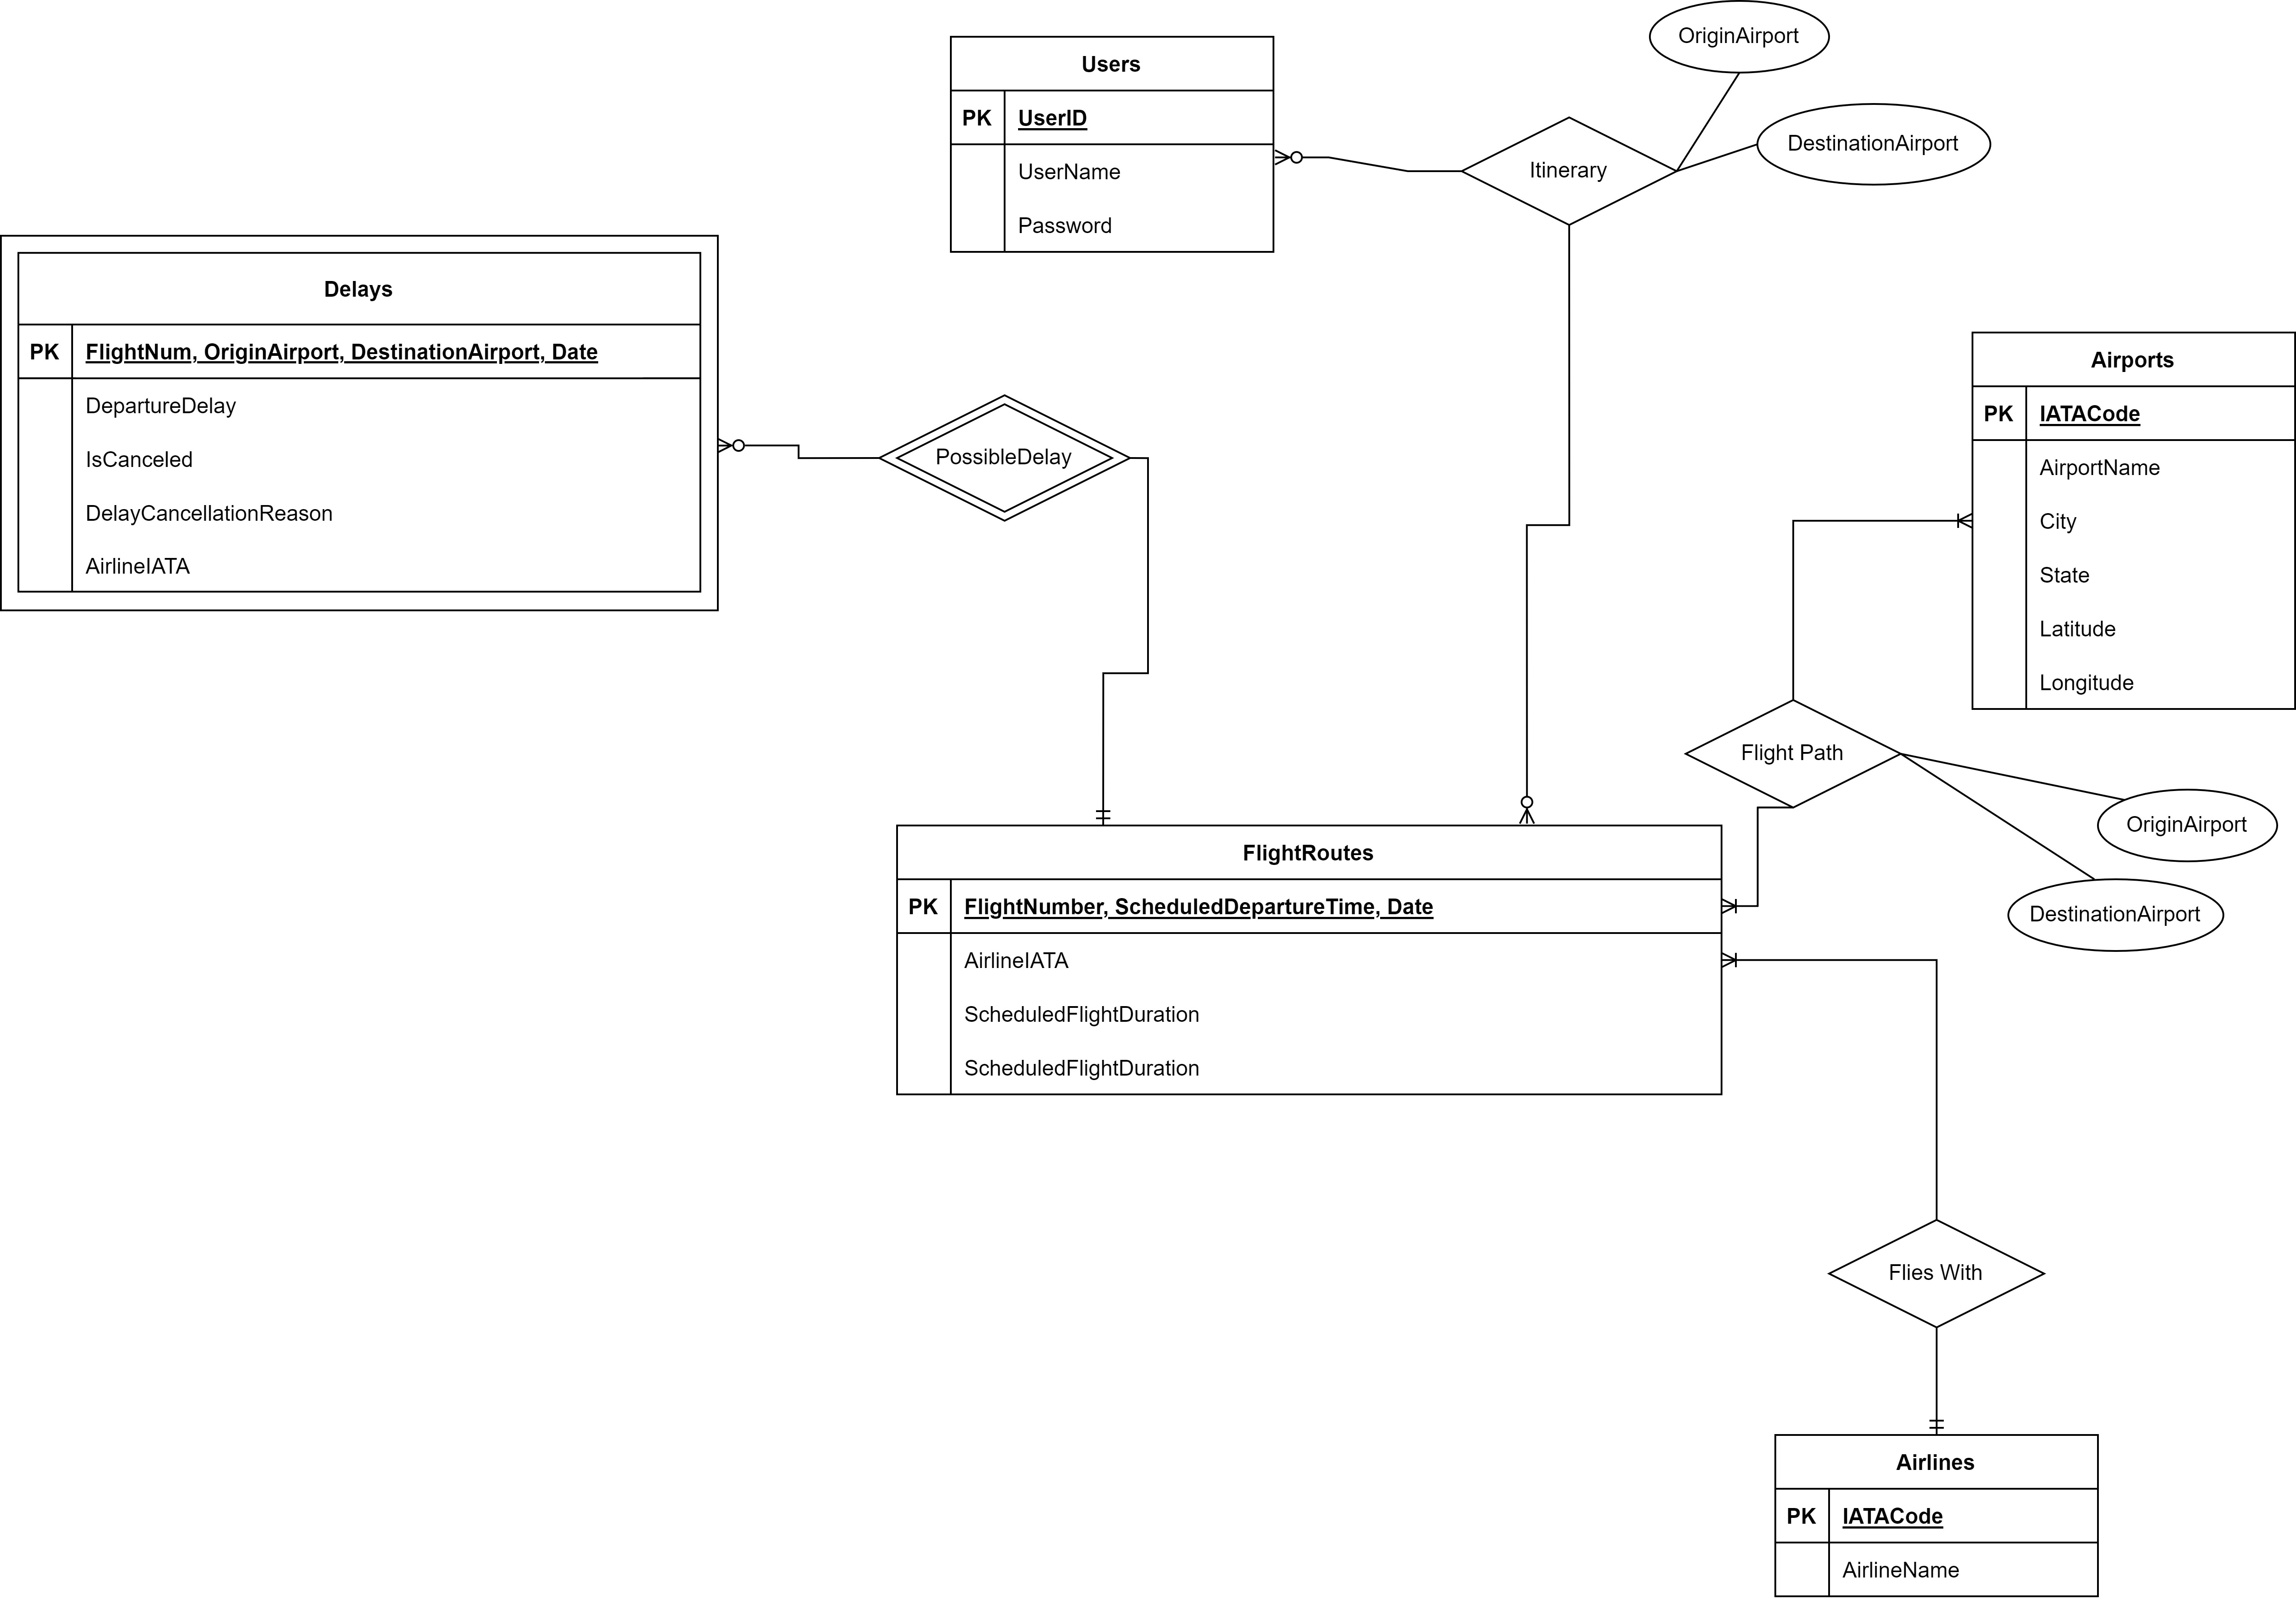 OriginAirport
Users
PK UserID
UserName
Password
Itinerary
DestinationAirport
Delays
PK FlightNum, OriginAirport, DestinationAirport, Date
DepartureDelay
IsCanceled
DelayCancellationReason
AirlineIATA
PossibleDelay
Airports
PK IATACode
AirportName
City
State
Latitude
Longitude
Flight Path
OriginAirport
DestinationAirport
FlightRoutes
PK FlightNumber, ScheduledDepartureTime, Date
AirlineIATA
ScheduledFlightDuration
ScheduledFlightDuration
Flies With
Airlines
PK IATACode
AirlineName